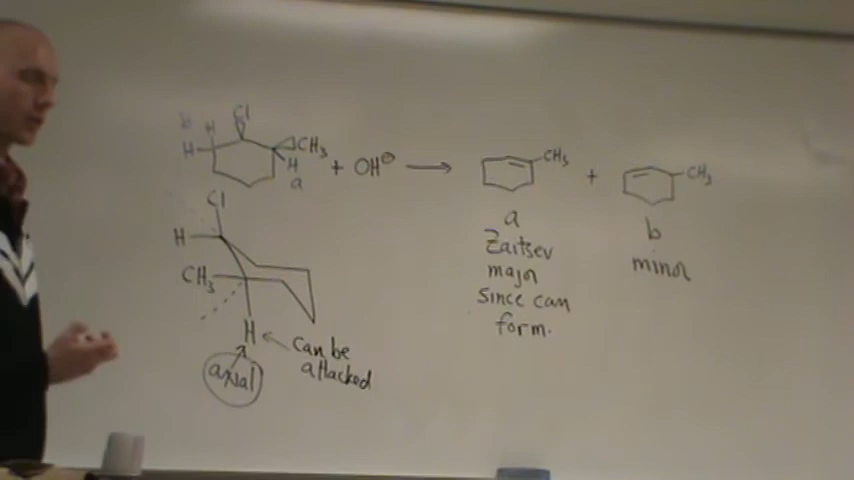 Cl
b H
H CH₃ + OH⊖ → CH₃ + CH₃
H
a
Cl
H
CH₃
H
axial
can be
attacked
a
Zaitsev
major
since can
form.
b
minor